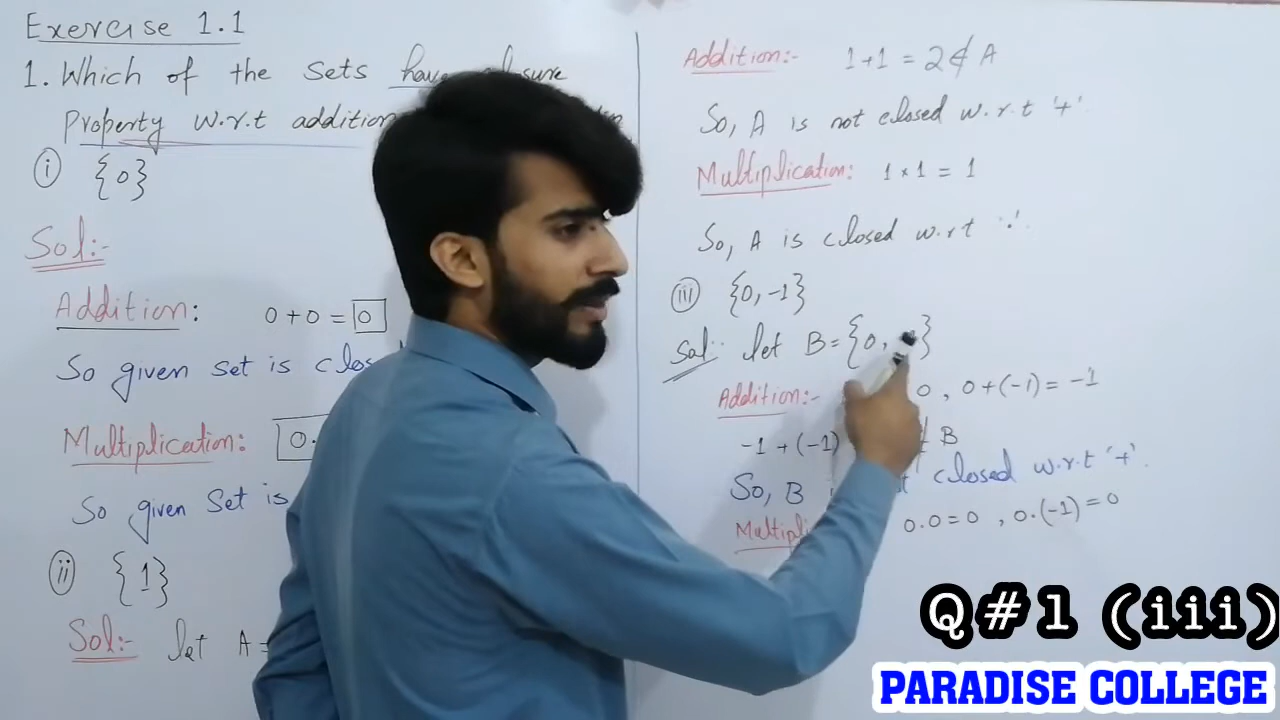 Exercise 1.1
1. Which of the sets have closure
Property w.r.t addition
(i) {0}
Sol:-
Addition: 0+0 = 0
So given set is clos
Multiplication: 0.
So given set is
(ii) {1}
Sol:- let A =
Addition:- 1+1 = 2 ∉ A
So, A is not closed w.r.t '+'.
Multiplication: 1×1 = 1
So, A is closed w.r.t '.'.
(iii) {0, -1}
Sol:- let B = {0, }
Addition:- 0 , 0+(-1) = -1
-1 +(-1) ∉ B
So, B closed w.r.t '+'.
Multipli 0.0=0 , 0.(-1)=0
Q#1 (iii)
PARADISE COLLEGE